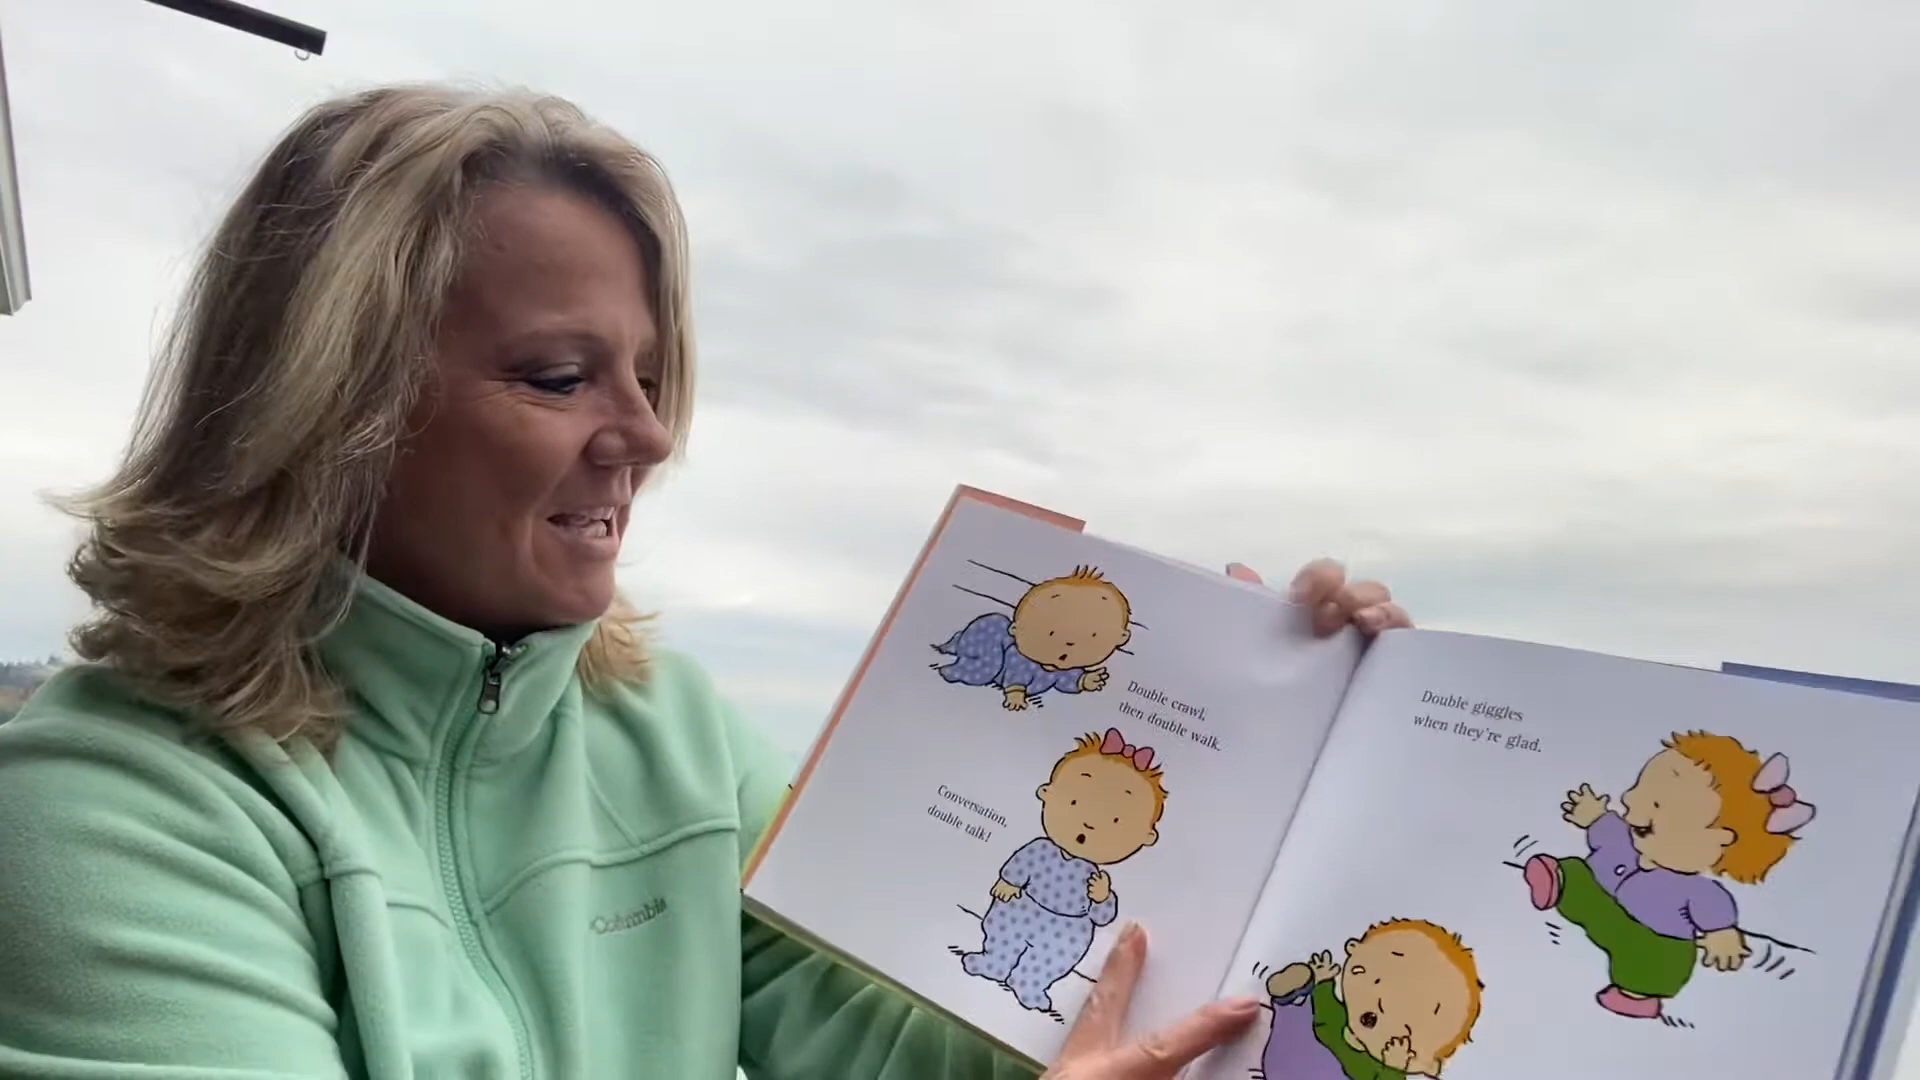 Double crawl,
then double walk.
Conversation,
double talk!
Double giggles
when they're glad.
Columbia